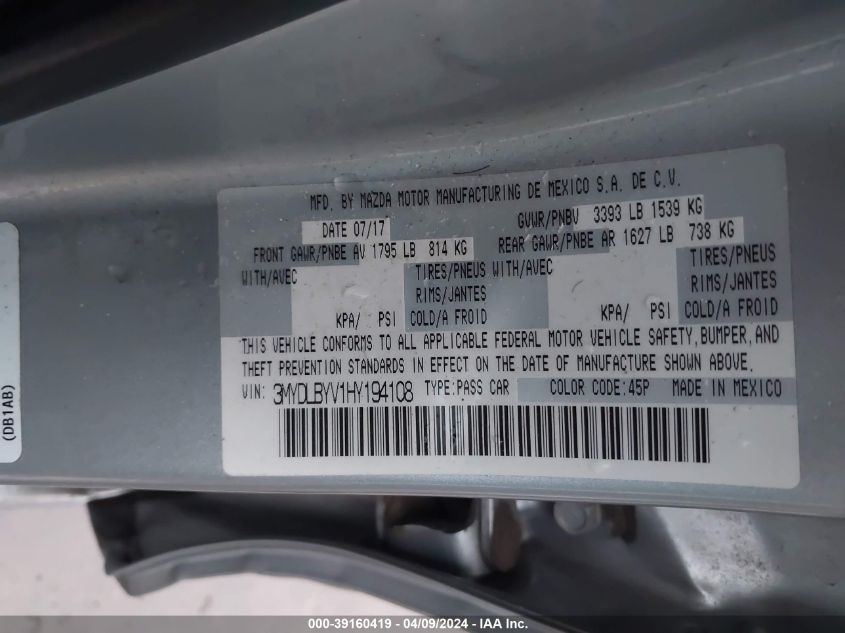 MFD. BY MAZDA MOTOR MANUFACTURING DE MEXICO S.A. DE C.V.
DATE 07/17 GVWR/PNBV 3393 LB 1539 KG
FRONT GAWR/PNBE AV 1795 LB 814 KG REAR GAWR/PNBE AR 1627 LB 738 KG
WITH/AVEC TIRES/PNEUS WITH/AVEC TIRES/PNEUS
RIMS/JANTES RIMS/JANTES
KPA/ PSI COLD/A FROID KPA/ PSI COLD/A FROID
THIS VEHICLE CONFORMS TO ALL APPLICABLE FEDERAL MOTOR VEHICLE SAFETY, BUMPER, AND
THEFT PREVENTION STANDARDS IN EFFECT ON THE DATE OF MANUFACTURE SHOWN ABOVE.
VIN: 3MYDLBYV1HY194108 TYPE:PASS CAR COLOR CODE:45P MADE IN MEXICO
(DB1AB)
000-39160419 - 04/09/2024 - IAA Inc.